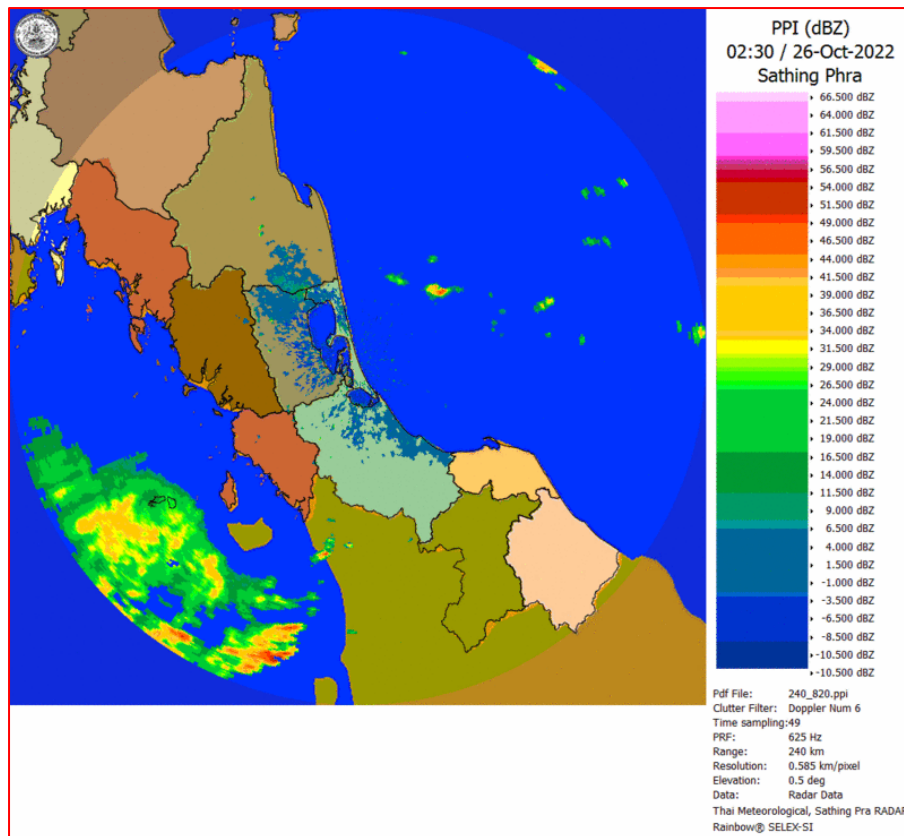 PPI (dBZ)
02:30 / 26-Oct-2022
Sathing Phra
66.500 dBZ
64.000 dBZ
61.500 dBZ
59.500 dBZ
56.500 dBZ
54.000 dBZ
51.500 dBZ
49.000 dBZ
46.500 dBZ
44.000 dBZ
41.500 dBZ
39.000 dBZ
36.500 dBZ
34.000 dBZ
31.500 dBZ
29.000 dBZ
26.500 dBZ
24.000 dBZ
21.500 dBZ
19.000 dBZ
16.500 dBZ
14.000 dBZ
11.500 dBZ
9.000 dBZ
6.500 dBZ
4.000 dBZ
1.500 dBZ
-1.000 dBZ
-3.500 dBZ
-6.500 dBZ
-8.500 dBZ
-10.500 dBZ
-10.500 dBZ
Pdf File: 240_820.ppi
Clutter Filter: Doppler Num 6
Time sampling:49
PRF: 625 Hz
Range: 240 km
Resolution: 0.585 km/pixel
Elevation: 0.5 deg
Data: Radar Data
Thai Meteorological, Sathing Pra RADAR
Rainbow® SELEX-SI